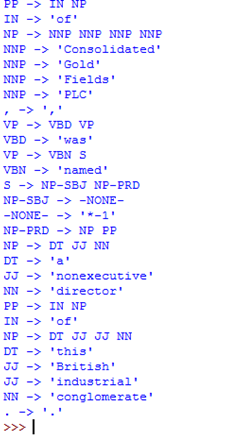 PP -> IN NP
IN -> 'of'
NP -> NNP NNP NNP NNP
NNP -> 'Consolidated'
NNP -> 'Gold'
NNP -> 'Fields'
NNP -> 'PLC'
, -> ','
VP -> VBD VP
VBD -> 'was'
VP -> VBN S
VBN -> 'named'
S -> NP-SBJ NP-PRD
NP-SBJ -> -NONE-
-NONE- -> '*-1'
NP-PRD -> NP PP
NP -> DT JJ NN
DT -> 'a'
JJ -> 'nonexecutive'
NN -> 'director'
PP -> IN NP
IN -> 'of'
NP -> DT JJ JJ NN
DT -> 'this'
JJ -> 'British'
JJ -> 'industrial'
NN -> 'conglomerate'
. -> '.'
>>>